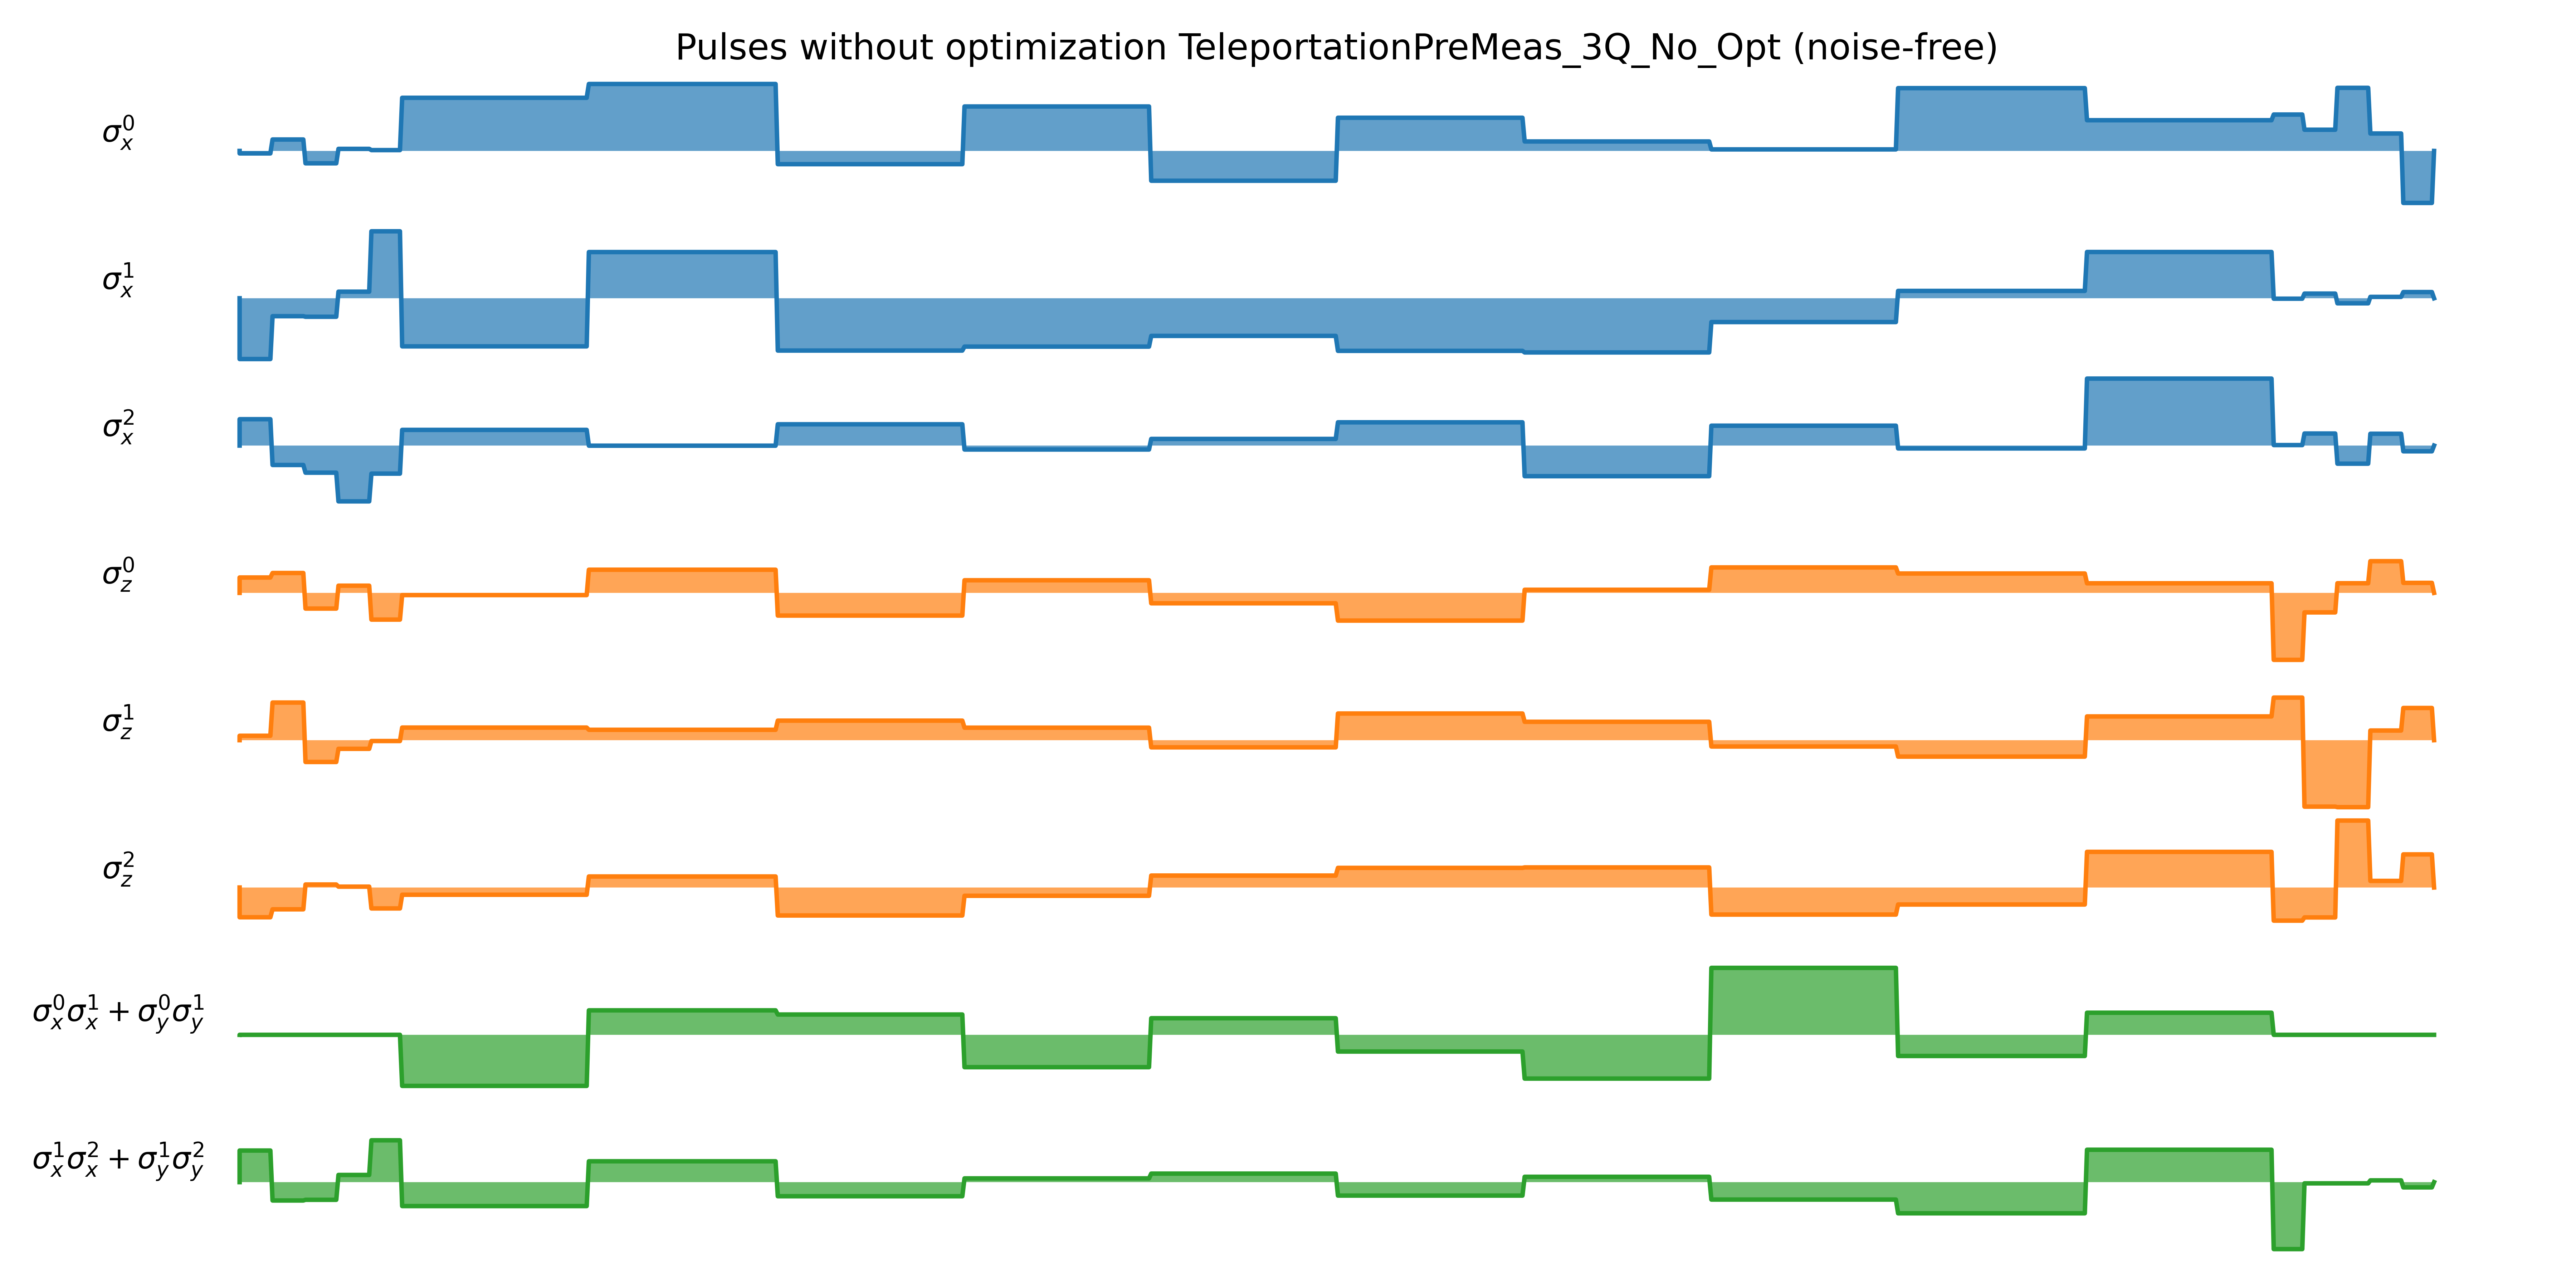 Pulses without optimization TeleportationPreMeas_3Q_No_Opt (noise-free)
σ_x^0
σ_x^1
σ_x^2
σ_z^0
σ_z^1
σ_z^2
σ_x^0σ_x^1 + σ_y^0σ_y^1
σ_x^1σ_x^2 + σ_y^1σ_y^2